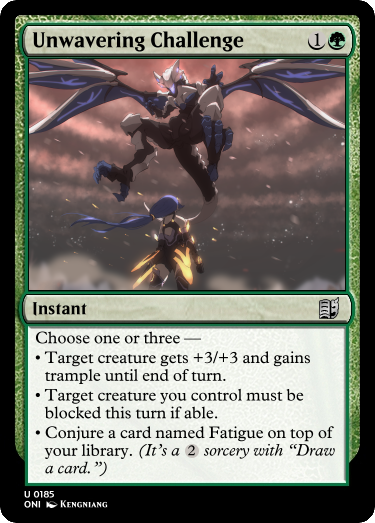 Unwavering Challenge 1
Instant
Choose one or three —
• Target creature gets +3/+3 and gains
trample until end of turn.
• Target creature you control must be
blocked this turn if able.
• Conjure a card named Fatigue on top of
your library. (It's a 2 sorcery with "Draw
a card.")
U 0185
ONI KENGNIANG